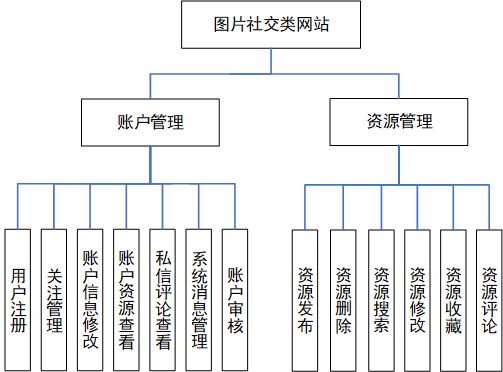 图片社交类网站
账户管理
资源管理
用户注册
关注管理
账户信息修改
账户资源查看
私信评论查看
系统消息管理
账户审核
资源发布
资源删除
资源搜索
资源修改
资源收藏
资源评论